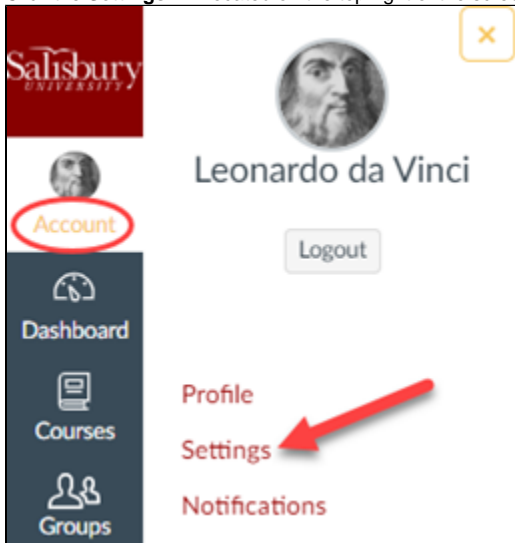 Salisbury
UNIVERSITY
Leonardo da Vinci
Account
Logout
Dashboard
Profile
Courses
Settings
Notifications
Groups